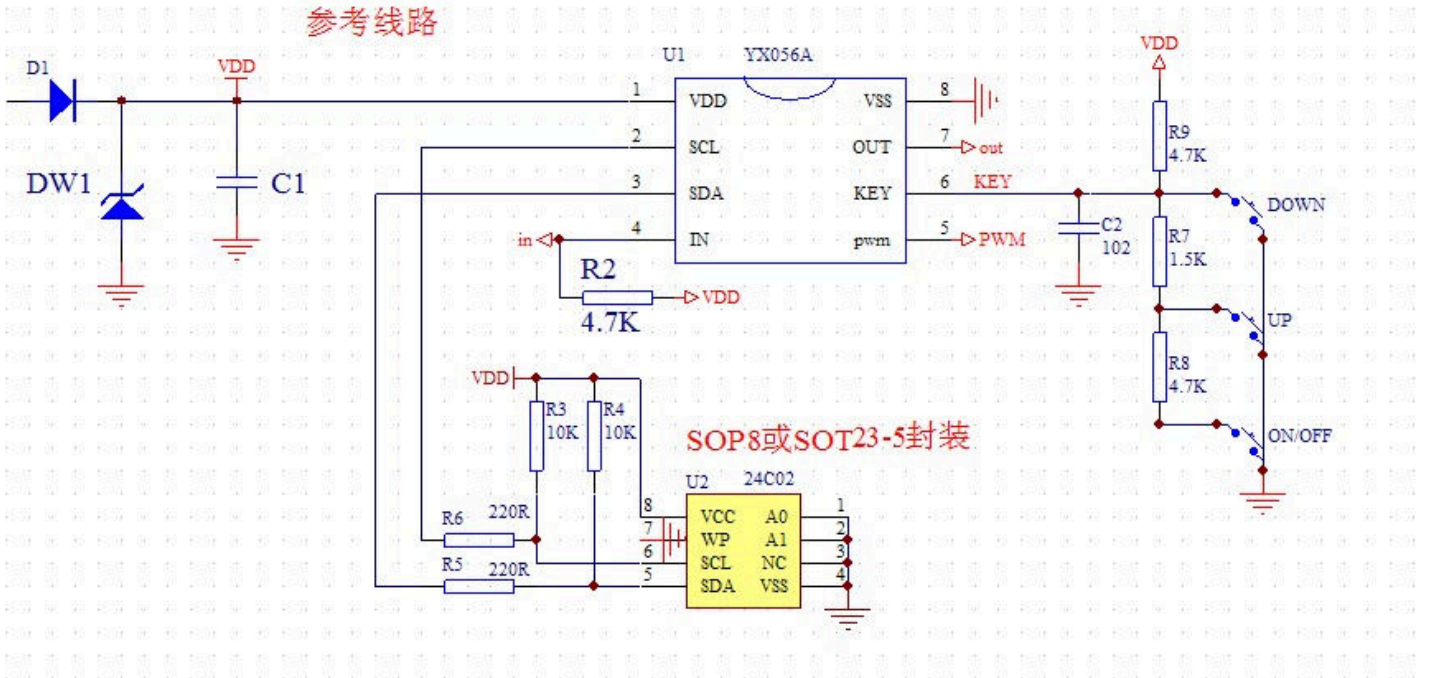 参考线路
D1
VDD
DW1
C1
U1 YX056A
1 VDD VSS 8
2 SCL OUT 7 out
3 SDA KEY 6 KEY
4 IN pwm 5 PWM
in
R2
4.7K
VDD
VDD
R9
4.7K
DOWN
C2
102
R7
1.5K
UP
R8
4.7K
ON/OFF
VDD
R3
10K
R4
10K
SOP8或SOT23-5封装
U2 24C02
R6 220R
R5 220R
8 VCC A0 1
7 WP A1 2
6 SCL NC 3
5 SDA VSS 4